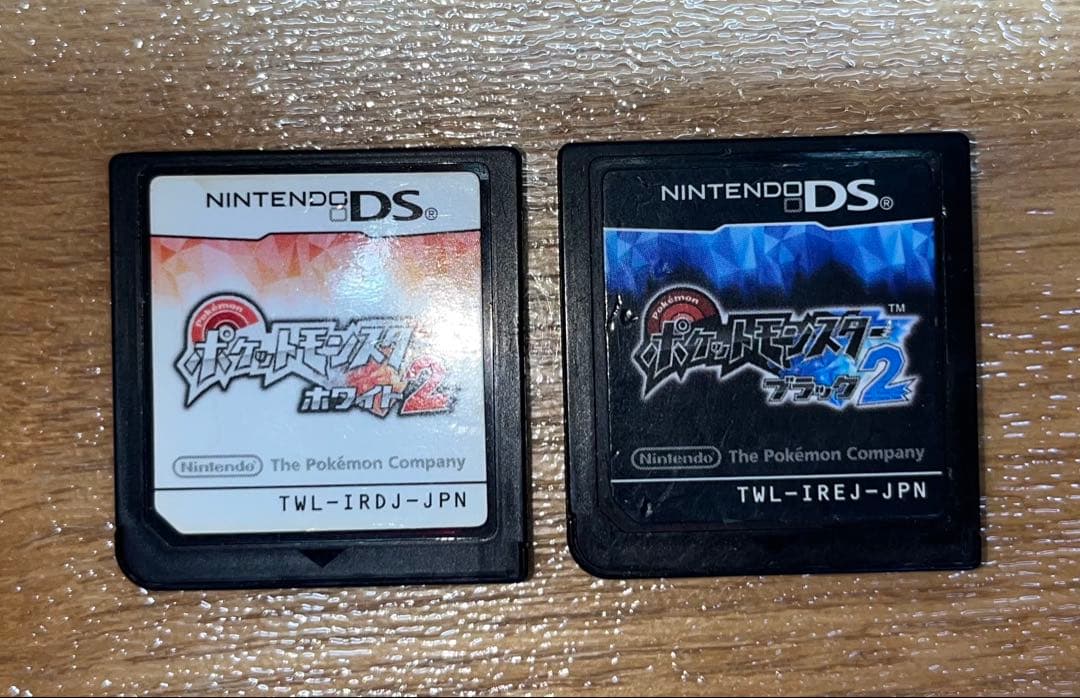 NINTENDO DS®
Pokémon
ポケットモンスター
ホワイト2
Nintendo The Pokémon Company
TWL-IRDJ-JPN
NINTENDO DS®
Pokémon
ポケットモンスター™
ブラック2
Nintendo The Pokémon Company
TWL-IREJ-JPN